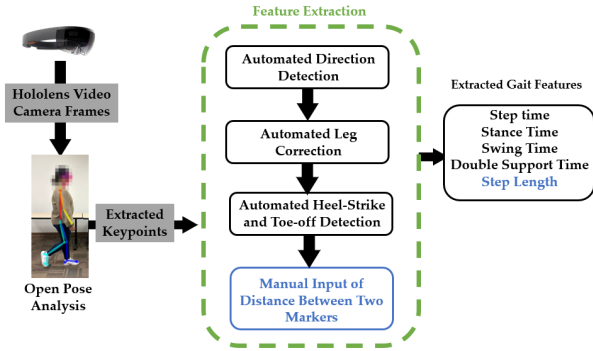 Feature Extraction
Hololens Video
Camera Frames
Open Pose
Analysis
Extracted
Keypoints
Automated Direction
Detection
Automated Leg
Correction
Automated Heel-Strike
and Toe-off Detection
Manual Input of
Distance Between Two
Markers
Extracted Gait Features
Step time
Stance Time
Swing Time
Double Support Time
Step Length